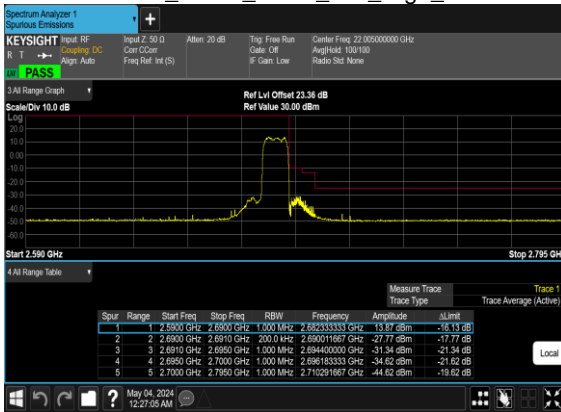 Spectrum Analyzer 1
Spurious Emissions
KEYSIGHT
R T
LM PASS
Input: RF
Coupling: DC
Align: Auto
Input Z: 50 Ω
Corr CCorr
Freq Ref: Int (S)
Atten: 20 dB
Trig: Free Run
Gate: Off
IF Gain: Low
Center Freq: 22.005000000 GHz
Avg|Hold: 100/100
Radio Std: None
3 All Range Graph
Scale/Div 10.0 dB
Ref Lvl Offset 23.36 dB
Ref Value 30.00 dBm
Log
20.0
10.0
0.00
-10.0
-20.0
-30.0
-40.0
-50.0
-60.0
Start 2.590 GHz
Stop 2.795 GH
4 All Range Table
Measure Trace Trace 1
Trace Type Trace Average (Active)
Spur Range Start Freq Stop Freq RBW Frequency Amplitude ΔLimit
1 1 2.5900 GHz 2.6900 GHz 1.000 MHz 2.682333333 GHz 13.87 dBm -16.13 dB
2 2 2.6900 GHz 2.6910 GHz 200.0 kHz 2.690011667 GHz -27.77 dBm -17.77 dB
3 3 2.6910 GHz 2.6950 GHz 1.000 MHz 2.694400000 GHz -31.34 dBm -21.34 dB
4 4 2.6950 GHz 2.7000 GHz 1.000 MHz 2.696183333 GHz -34.62 dBm -21.62 dB
5 5 2.7000 GHz 2.7950 GHz 1.000 MHz 2.710291667 GHz -44.62 dBm -19.62 dB
Local
May 04, 2024
12:27:05 AM